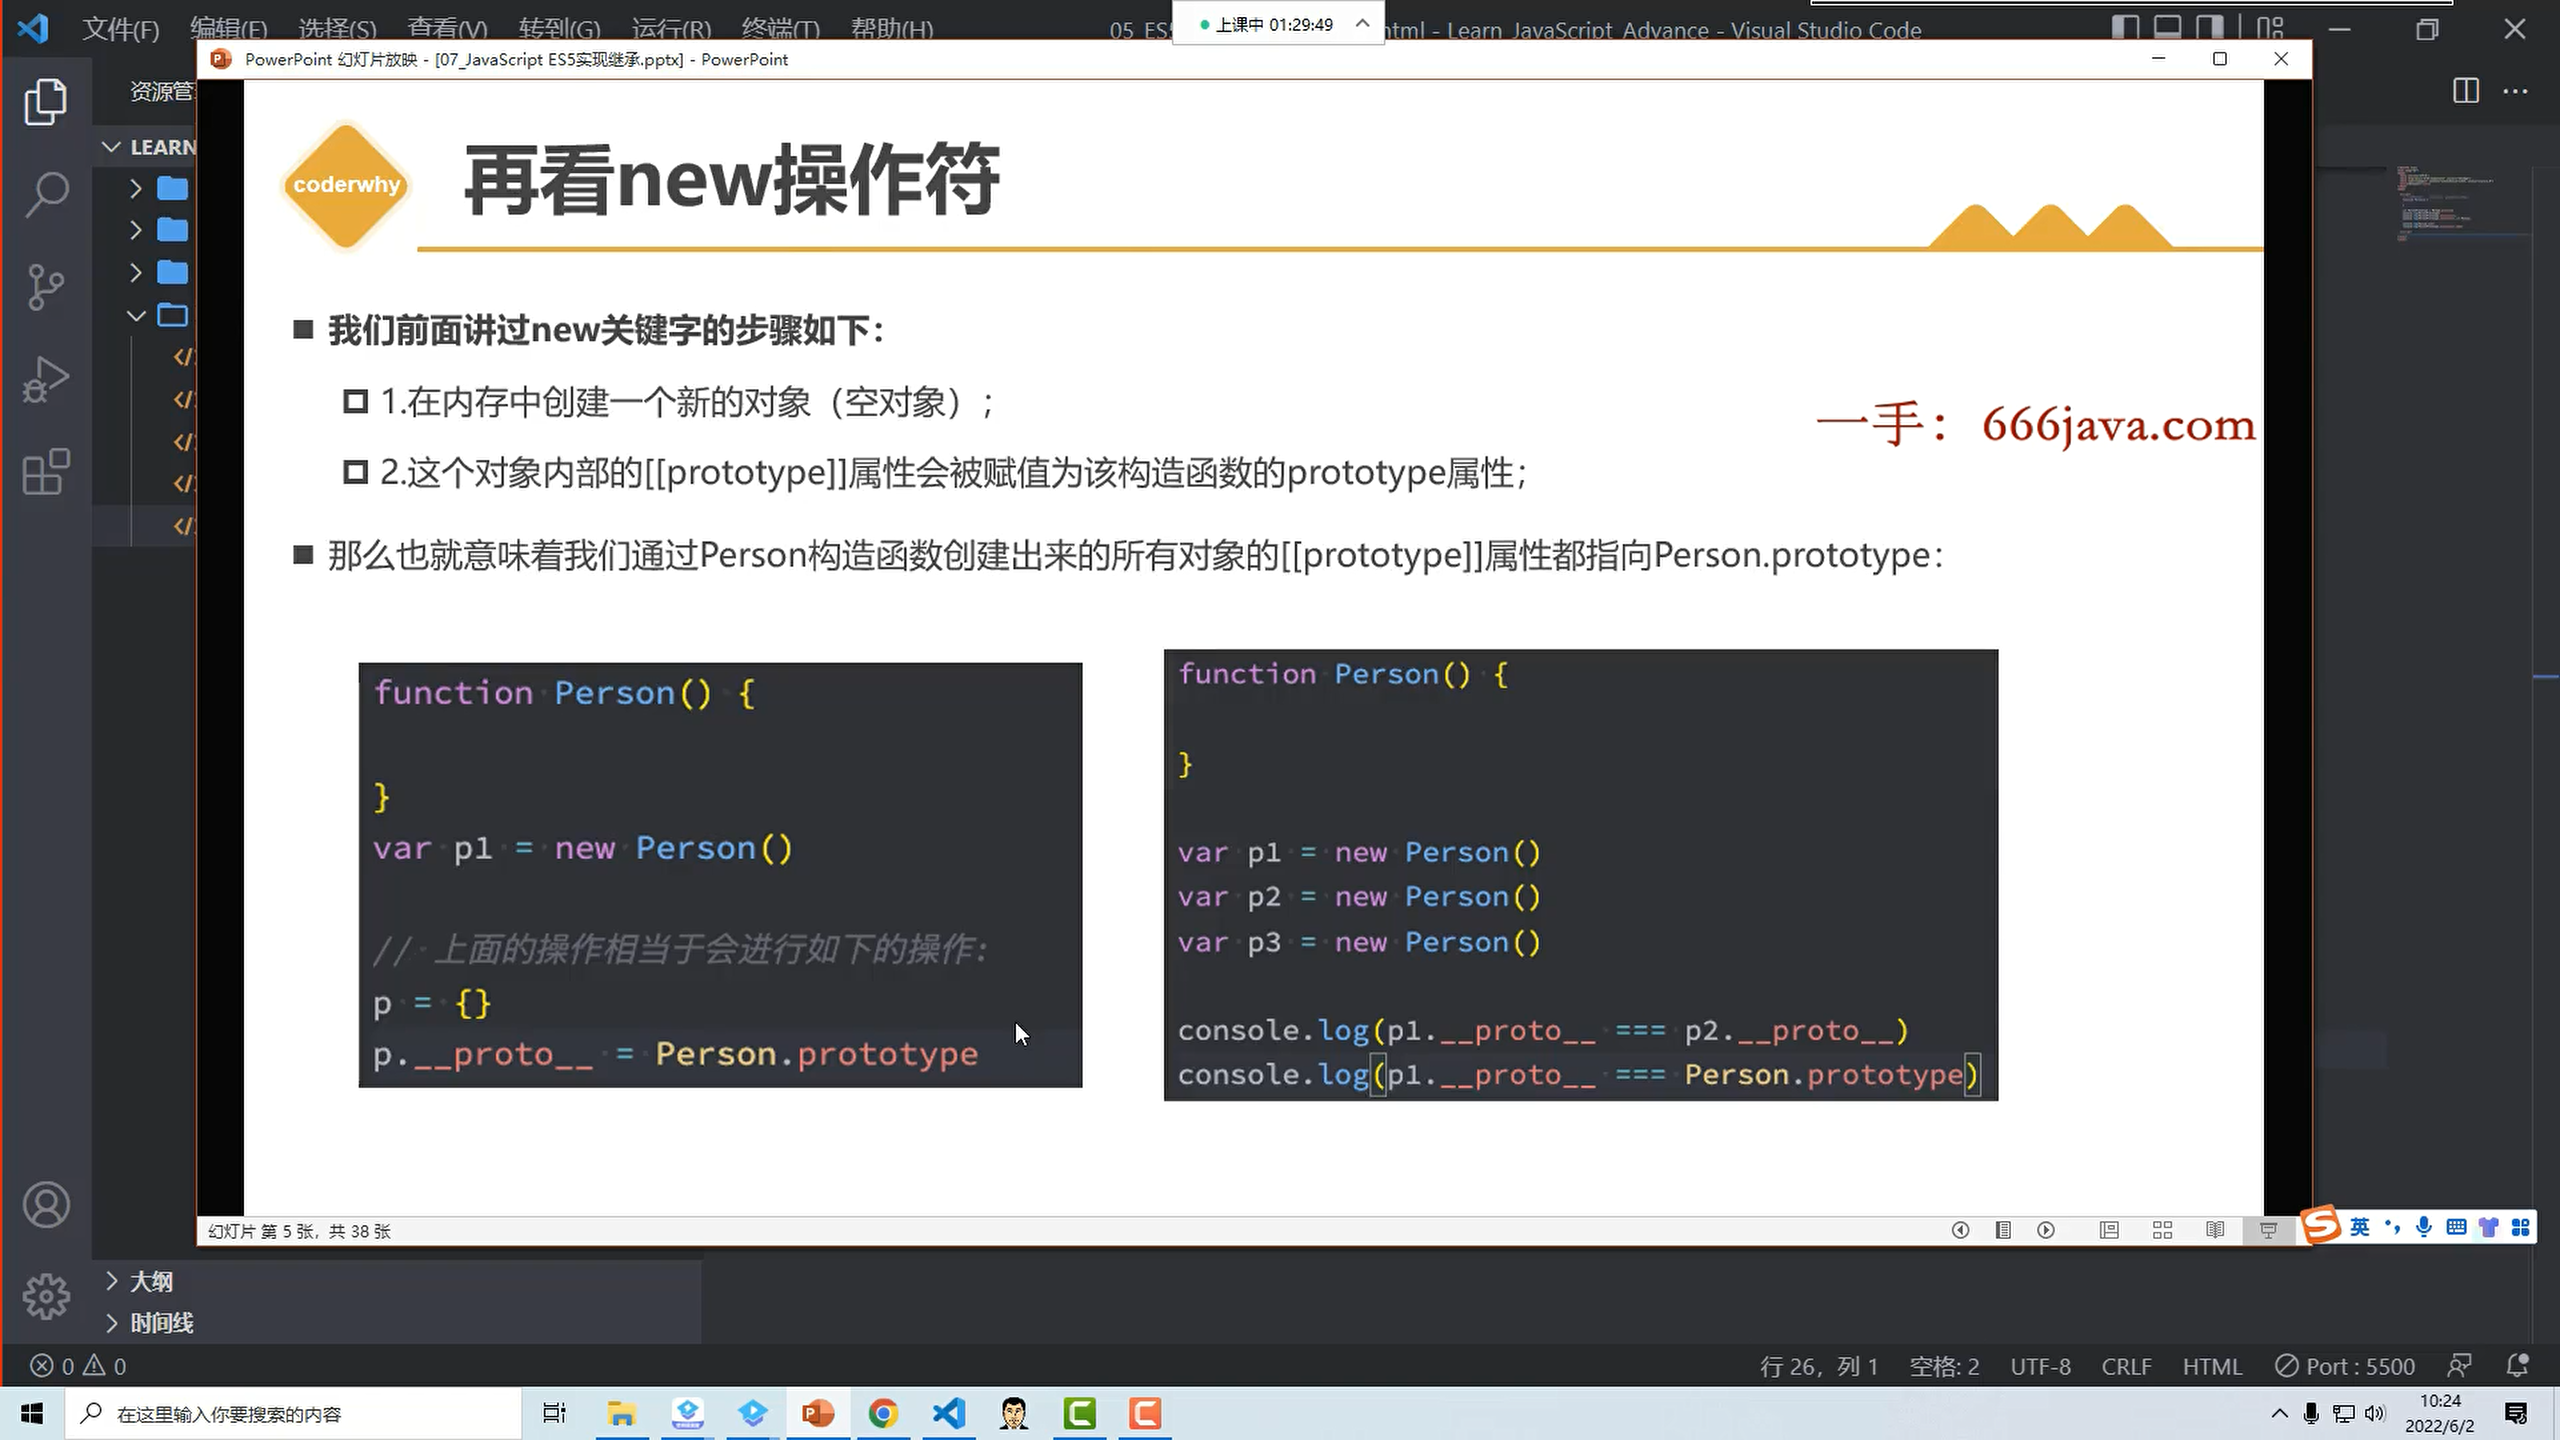 文件(F) 编辑(E) 选择(S) 查看(V) 转到(G) 运行(R) 终端(T) 帮助(H)
05_ES
上课中 01:29:49
html - Learn_JavaScript_Advance - Visual Studio Code
PowerPoint 幻灯片放映 - [07_JavaScript ES5实现继承.pptx] - PowerPoint
资源管
LEARN
coderwhy
再看new操作符
我们前面讲过new关键字的步骤如下：
1.在内存中创建一个新的对象（空对象）；
一手：666java.com
2.这个对象内部的[[prototype]]属性会被赋值为该构造函数的prototype属性；
那么也就意味着我们通过Person构造函数创建出来的所有对象的[[prototype]]属性都指向Person.prototype：
function Person() {
}
var p1 = new Person()
// 上面的操作相当于会进行如下的操作：
p = {}
p.__proto__ = Person.prototype
function Person() {
}
var p1 = new Person()
var p2 = new Person()
var p3 = new Person()
console.log(p1.__proto__ === p2.__proto__)
console.log(p1.__proto__ === Person.prototype)
幻灯片 第 5 张，共 38 张
英
大纲
时间线
0 0
行 26，列 1 空格: 2 UTF-8 CRLF HTML Port : 5500
在这里输入你要搜索的内容
10:24
2022/6/2